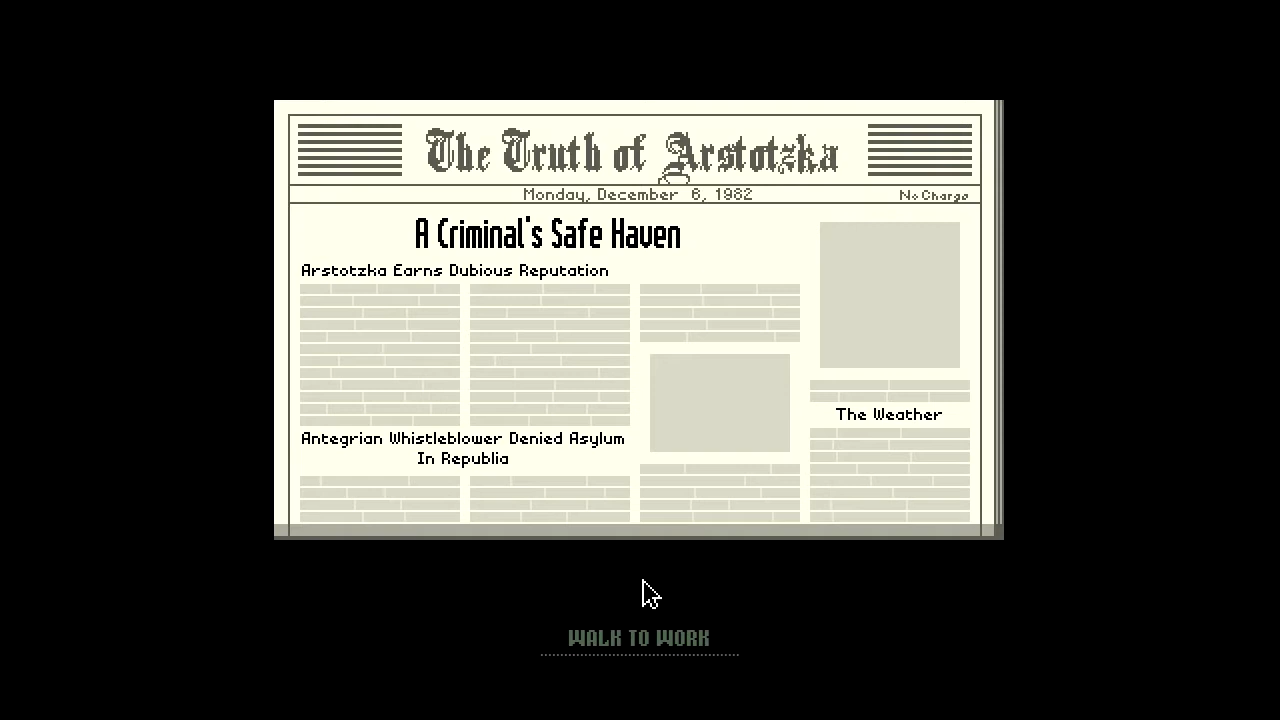 The Truth of Arstotzka
Monday, December 6, 1982
No Charge
A Criminal's Safe Haven
Arstotzka Earns Dubious Reputation
The Weather
Antegrian Whistleblower Denied Asylum
In Republia
WALK TO WORK